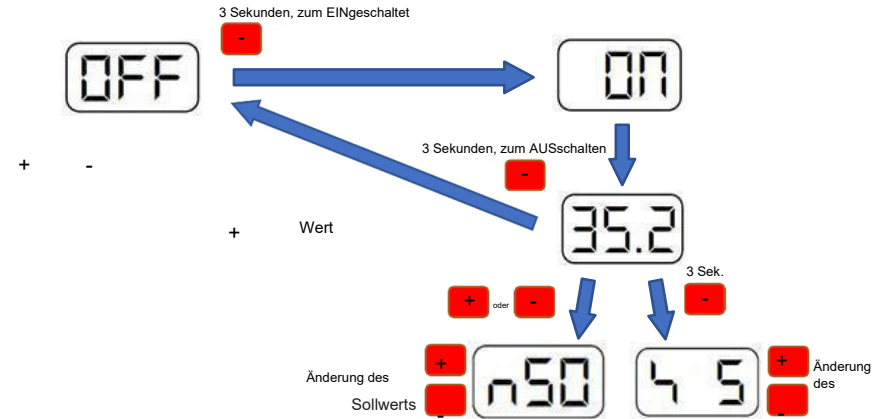 3 Sekunden, zum EINgeschaltet
-
OFF
ON
3 Sekunden, zum AUSschalten
-
+ -
+ Wert
35.2
3 Sek.
+ oder -
-
+
Änderung des
Sollwerts
-
n50
h 5
+
Änderung
des
-